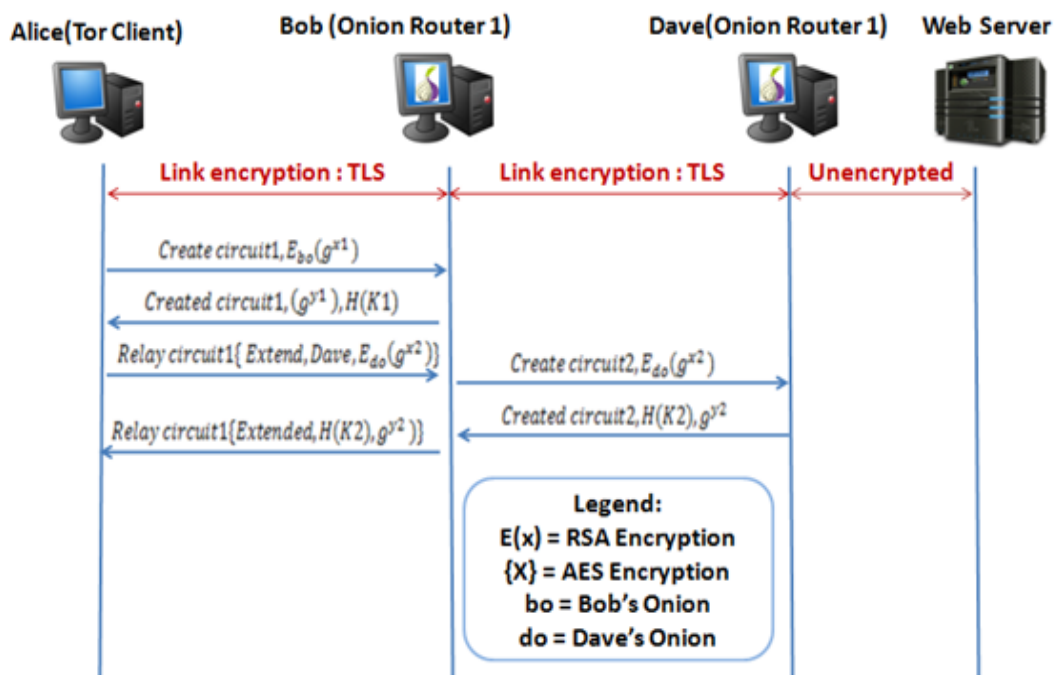 Alice(Tor Client)
Bob (Onion Router 1)
Dave(Onion Router 1)
Web Server
Link encryption : TLS
Link encryption : TLS
Unencrypted
Create circuit1, E_bo(g^x1)
Created circuit1, (g^y1), H(K1)
Relay circuit1{ Extend, Dave, E_do(g^x2)}
Create circuit2, E_do(g^x2)
Created circuit2, H(K2), g^y2
Relay circuit1{Extended, H(K2), g^y2)}
Legend:
E(x) = RSA Encryption
{X} = AES Encryption
bo = Bob's Onion
do = Dave's Onion